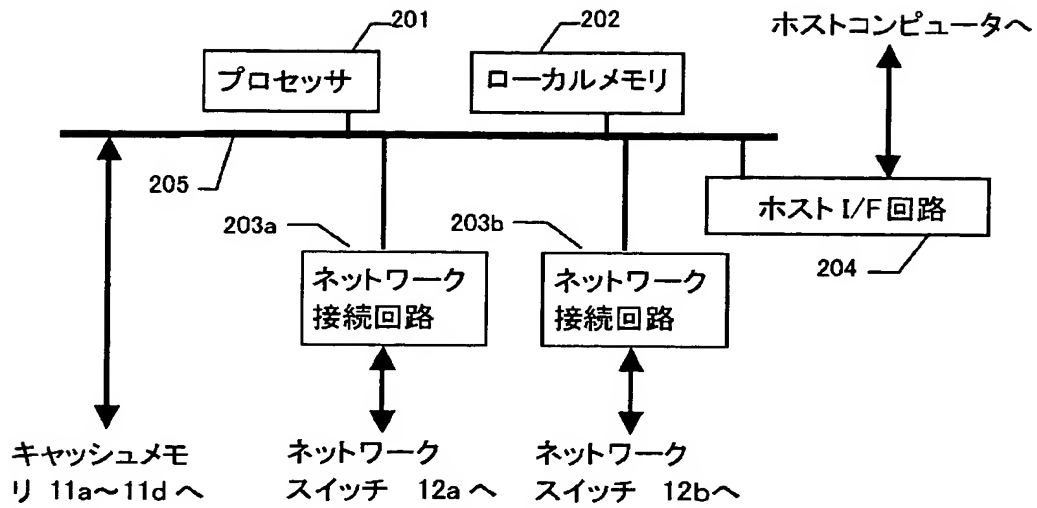 201
202
ホストコンピュータへ
プロセッサ
ローカルメモリ
205
ホスト I/F 回路
203a
203b
204
ネットワーク
接続回路
ネットワーク
接続回路
キャッシュメモ
リ 11a～11d へ
ネットワーク
スイッチ 12a へ
ネットワーク
スイッチ 12bへ